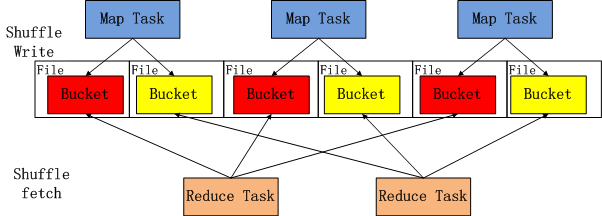 Map Task
Map Task
Map Task
Shuffle
Write
File
File
File
File
File
File
Bucket
Bucket
Bucket
Bucket
Bucket
Bucket
Shuffle
fetch
Reduce Task
Reduce Task